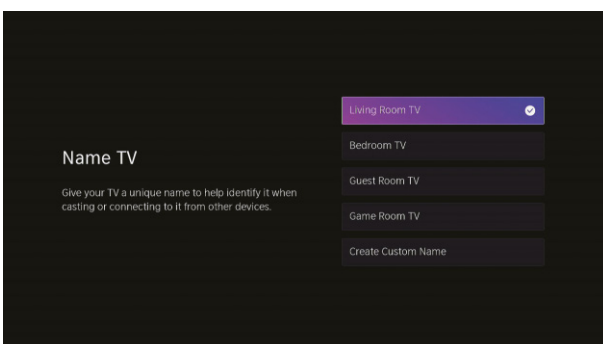 Name TV
Give your TV a unique name to help identify it when
casting or connecting to it from other devices.
Living Room TV
Bedroom TV
Guest Room TV
Game Room TV
Create Custom Name